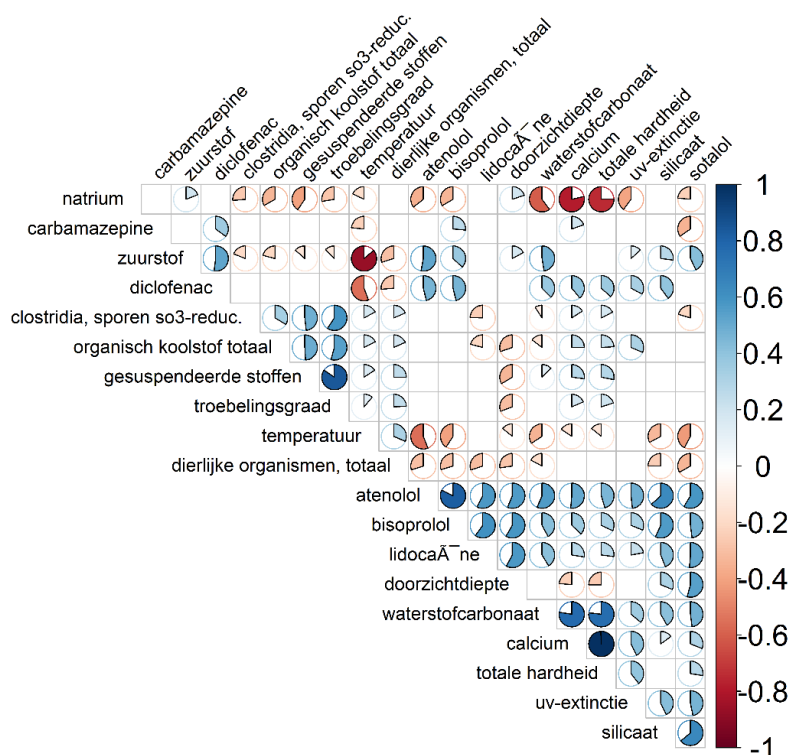 carbamazepine
zuurstof
diclofenac
clostridia, sporen so3-reduc.
organisch koolstof totaal
gesuspendeerde stoffen
troebelingsgraad
temperatuur
dierlijke organismen, totaal
atenolol
bisoprolol
lidocaÃ¯ne
doorzichtdiepte
waterstofcarbonaat
calcium
totale hardheid
uv-extinctie
silicaat
sotalol
natrium
carbamazepine
zuurstof
diclofenac
clostridia, sporen so3-reduc.
organisch koolstof totaal
gesuspendeerde stoffen
troebelingsgraad
temperatuur
dierlijke organismen, totaal
atenolol
bisoprolol
lidocaÃ¯ne
doorzichtdiepte
waterstofcarbonaat
calcium
totale hardheid
uv-extinctie
silicaat
1
0.8
0.6
0.4
0.2
0
-0.2
-0.4
-0.6
-0.8
-1